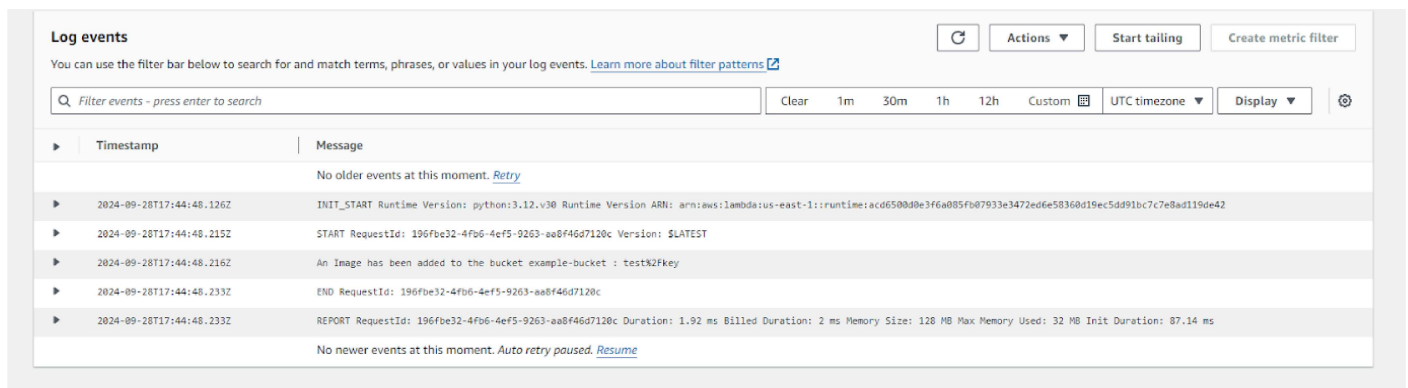 Log events
Actions ▼
Start tailing
Create metric filter
You can use the filter bar below to search for and match terms, phrases, or values in your log events. Learn more about filter patterns
Filter events - press enter to search
Clear 1m 30m 1h 12h Custom
UTC timezone ▼
Display ▼
Timestamp Message
No older events at this moment. Retry
2024-09-28T17:44:48.126Z INIT_START Runtime Version: python:3.12.v30 Runtime Version ARN: arn:aws:lambda:us-east-1::runtime:acd6500d0e3f6a085fb07933e3472ed6e58360d19ec5dd91bc7c7e8ad119de42
2024-09-28T17:44:48.215Z START RequestId: 196fbe32-4fb6-4ef5-9263-aa8f46d7120c Version: $LATEST
2024-09-28T17:44:48.216Z An Image has been added to the bucket example-bucket : test%2Fkey
2024-09-28T17:44:48.233Z END RequestId: 196fbe32-4fb6-4ef5-9263-aa8f46d7120c
2024-09-28T17:44:48.233Z REPORT RequestId: 196fbe32-4fb6-4ef5-9263-aa8f46d7120c Duration: 1.92 ms Billed Duration: 2 ms Memory Size: 128 MB Max Memory Used: 32 MB Init Duration: 87.14 ms
No newer events at this moment. Auto retry paused. Resume